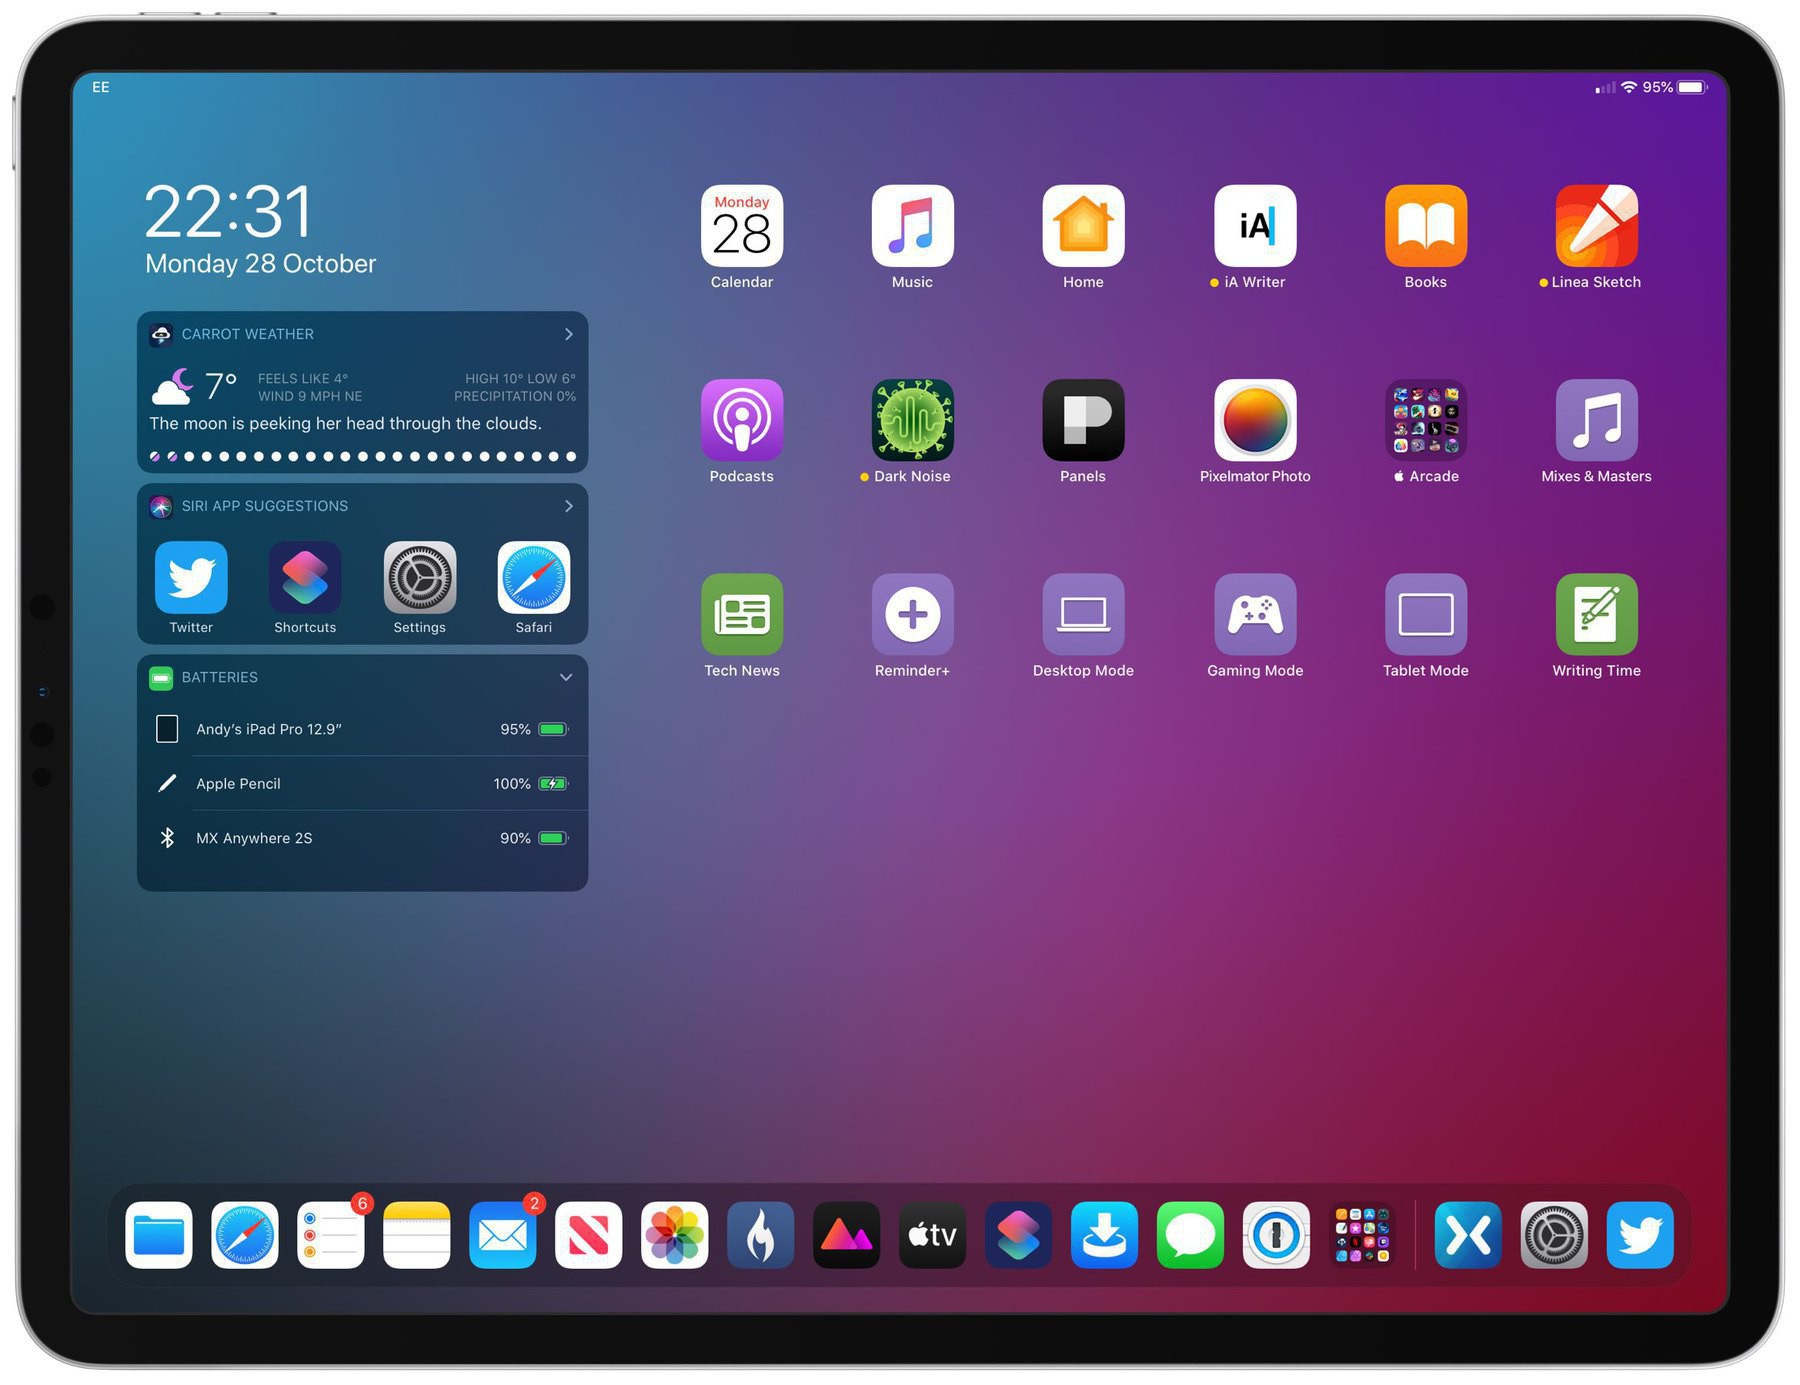 EE
95%
22:31
Monday 28 October
CARROT WEATHER
7°
FEELS LIKE 4°
WIND 9 MPH NE
HIGH 10° LOW 6°
PRECIPITATION 0%
The moon is peeking her head through the clouds.
SIRI APP SUGGESTIONS
Twitter
Shortcuts
Settings
Safari
BATTERIES
Andy’s iPad Pro 12.9”
95%
Apple Pencil
100%
MX Anywhere 2S
90%
Monday
28
Calendar
Music
Home
iA
iA Writer
Books
Linea Sketch
Podcasts
Dark Noise
Panels
Pixelmator Photo
Arcade
Mixes & Masters
Tech News
Reminder+
Desktop Mode
Gaming Mode
Tablet Mode
Writing Time
6
2
tv